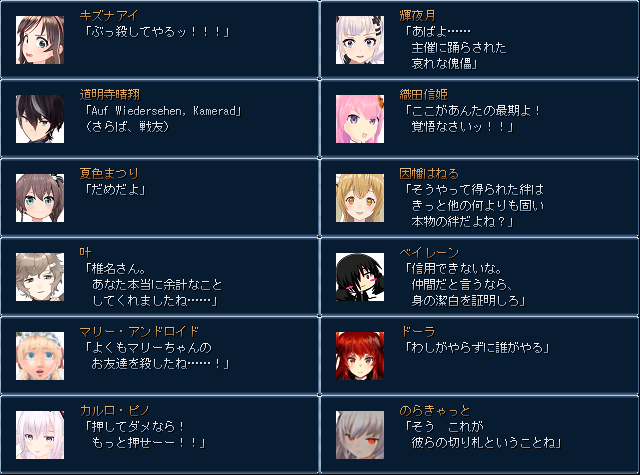 キズナアイ
「ぶっ殺してやるッ！！！」
輝夜月
「あばよ……
主催に踊らされた
哀れな傀儡」
道明寺晴翔
「Auf Wiedersehen, Kamerad」
（さらば、戦友）
織田信姫
「ここがあんたの最期よ！
覚悟なさいッ！！」
夏色まつり
「だめだよ」
因幡はねる
「そうやって得られた絆は
きっと他の何よりも固い
本物の絆だよね？」
叶
「椎名さん。
あなた本当に余計なこと
してくれましたね……」
ベイレーン
「信用できないな。
仲間だと言うなら、
身の潔白を証明しろ」
マリー・アンドロイド
「よくもマリーちゃんの
お友達を殺したね……！」
ドーラ
「わしがやらずに誰がやる」
カルロ・ピノ
「押してダメなら！
もっと押せーー！！」
のらきゃっと
「そう　これが
彼らの切り札ということね」